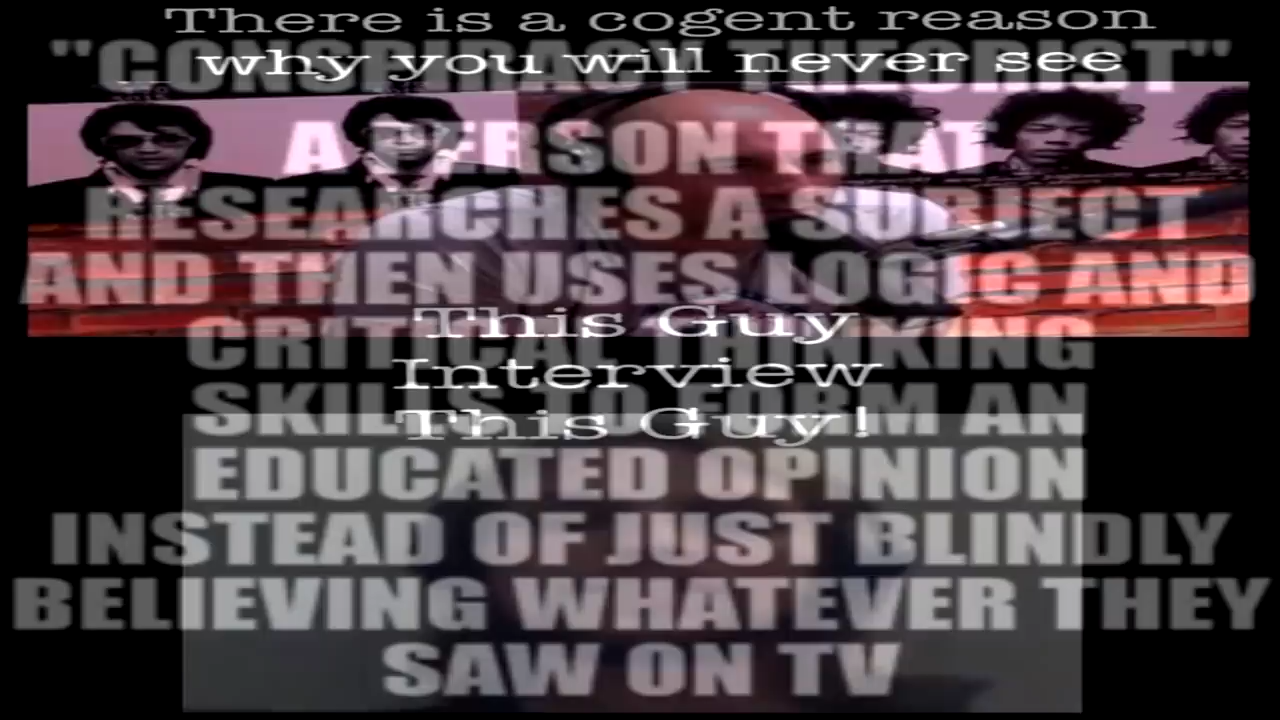 There is a cogent reason
"CONSPIRACY THEORIST"
why you will never see
A PERSON THAT
RESEARCHES A SUBJECT
AND THEN USES LOGIC AND
This Guy
CRITICAL THINKING
Interview
SKILLS TO FORM AN
This Guy!
EDUCATED OPINION
INSTEAD OF JUST BLINDLY
BELIEVING WHATEVER THEY
SAW ON TV